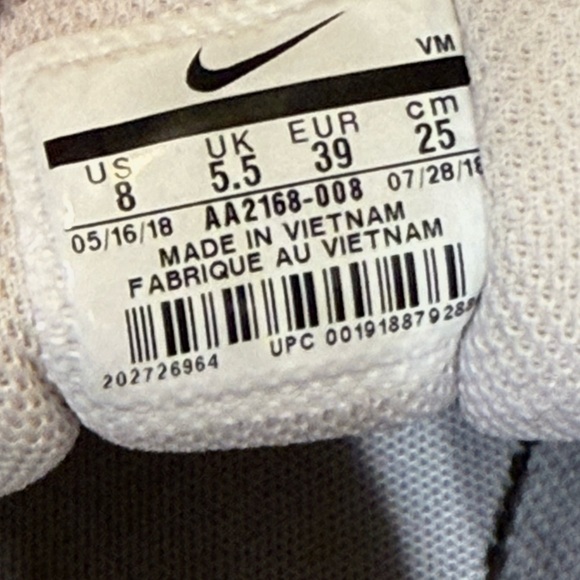 VM
US UK EUR cm
8 5.5 39 25
05/16/18 AA2168-008 07/28/18
MADE IN VIETNAM
FABRIQUE AU VIETNAM
202726964 UPC 00191887928